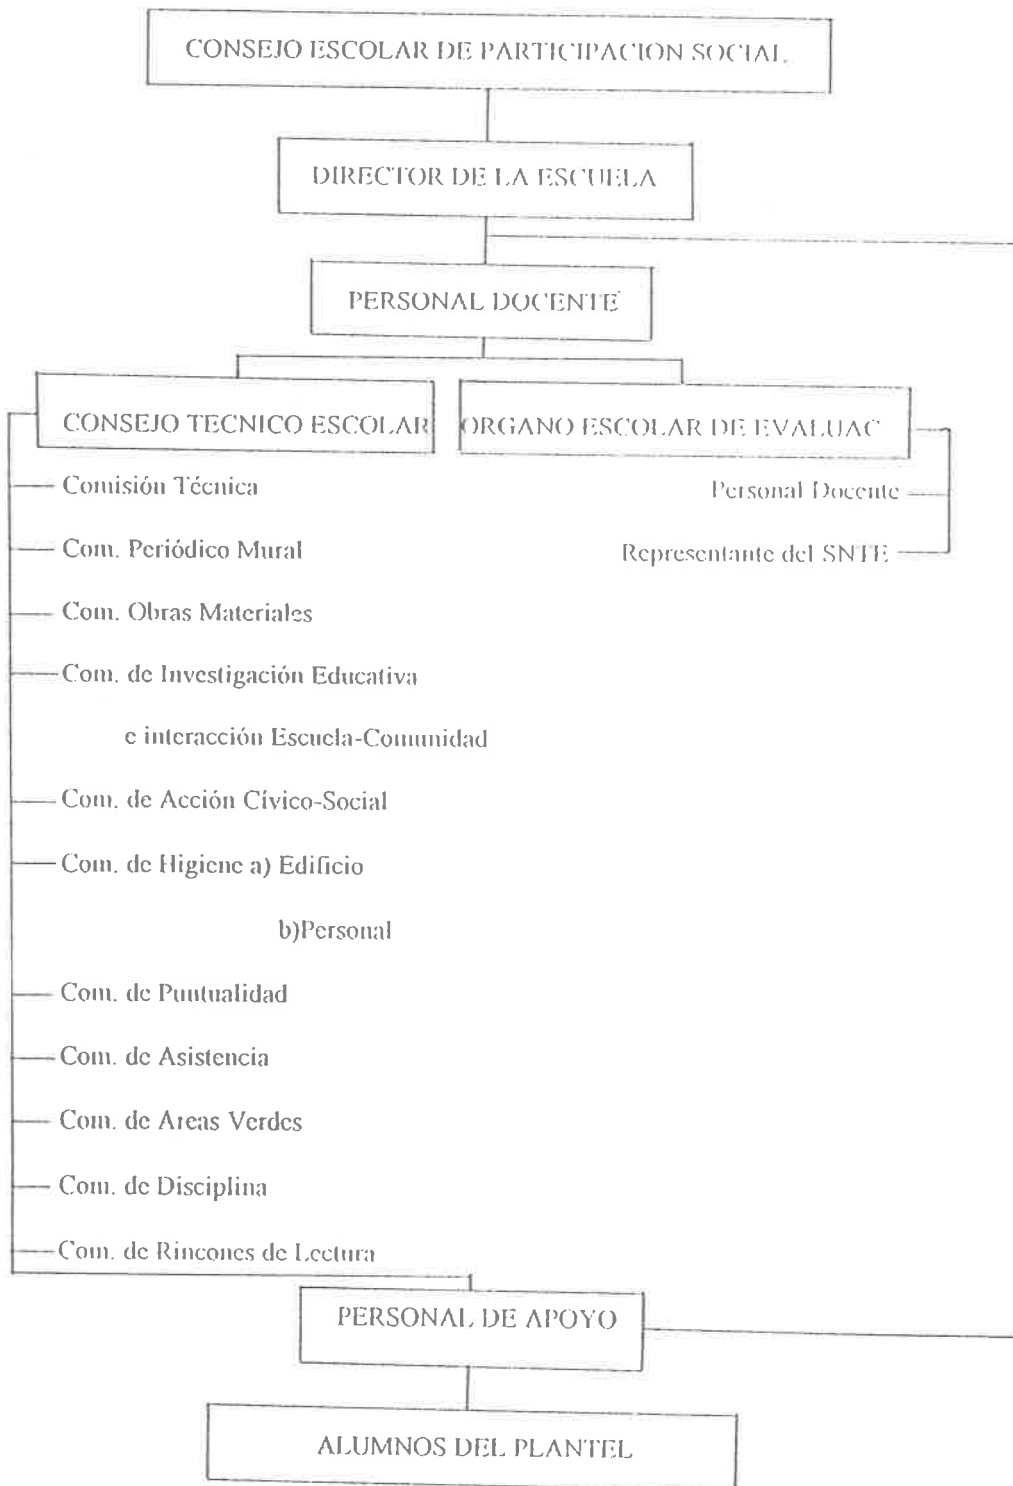 CONSEJO ESCOLAR DE PARTICIPACION SOCIAL
DIRECTOR DE LA ESCUELA
PERSONAL DOCENTE
CONSEJO TECNICO ESCOLAR
ORGANO ESCOLAR DE EVALUAC
Comisión Técnica
Personal Docente
Com. Periódico Mural
Representante del SNTE
Com. Obras Materiales
Com. de Investigación Educativa
e interacción Escuela-Comunidad
Com. de Acción Cívico-Social
Com. de Higiene a) Edificio
b)Personal
Com. de Puntualidad
Com. de Asistencia
Com. de Areas Verdes
Com. de Disciplina
Com. de Rincones de Lectura
PERSONAL DE APOYO
ALUMNOS DEL PLANTEL